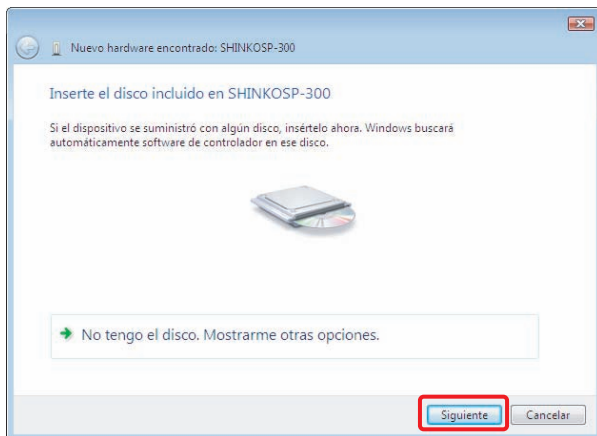 Nuevo hardware encontrado: SHINKOSP-300
Inserte el disco incluido en SHINKOSP-300
Si el dispositivo se suministró con algún disco, insértelo ahora. Windows buscará
automáticamente software de controlador en ese disco.
No tengo el disco. Mostrarme otras opciones.
Siguiente
Cancelar